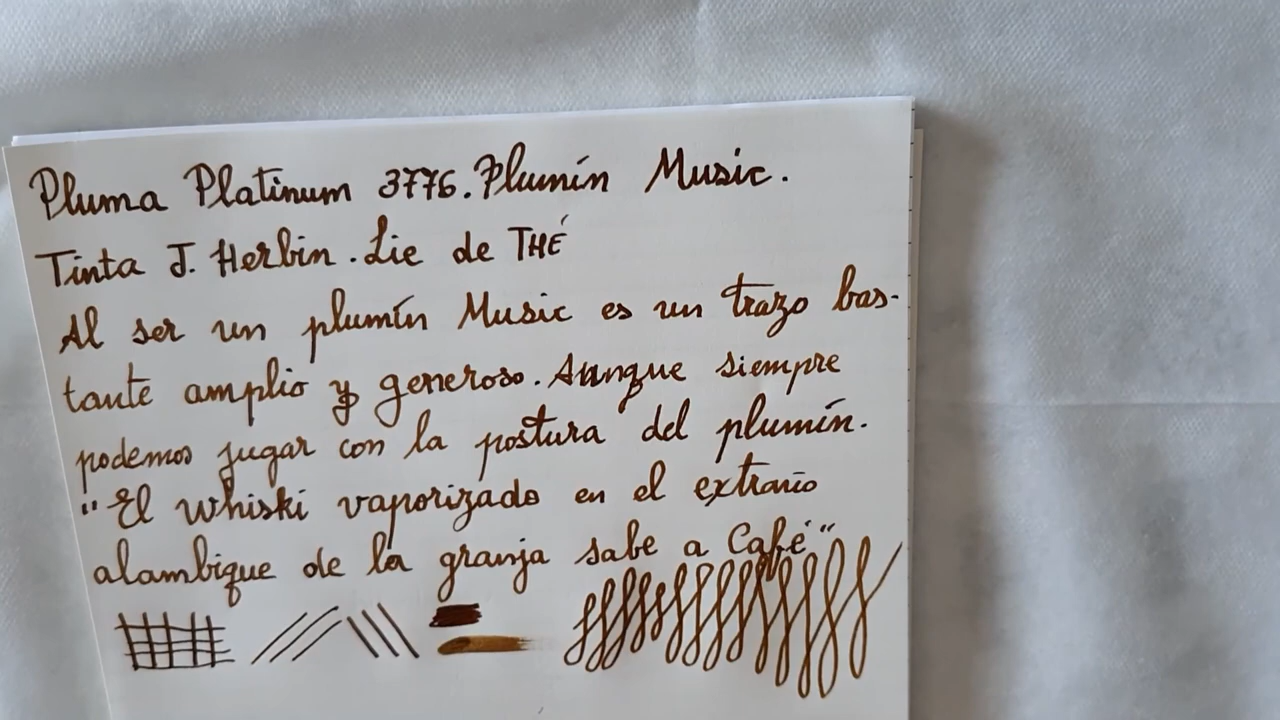 Pluma Platinum 3776. Plumín Music.
Tinta J. Herbin. Lie de THÉ
Al ser un plumín Music es un trazo bas-
tante amplio y generoso. Aunque siempre
podemos jugar con la postura del plumín.
"El whiski vaporizado en el extraño
alambique de la granja sabe a Café"